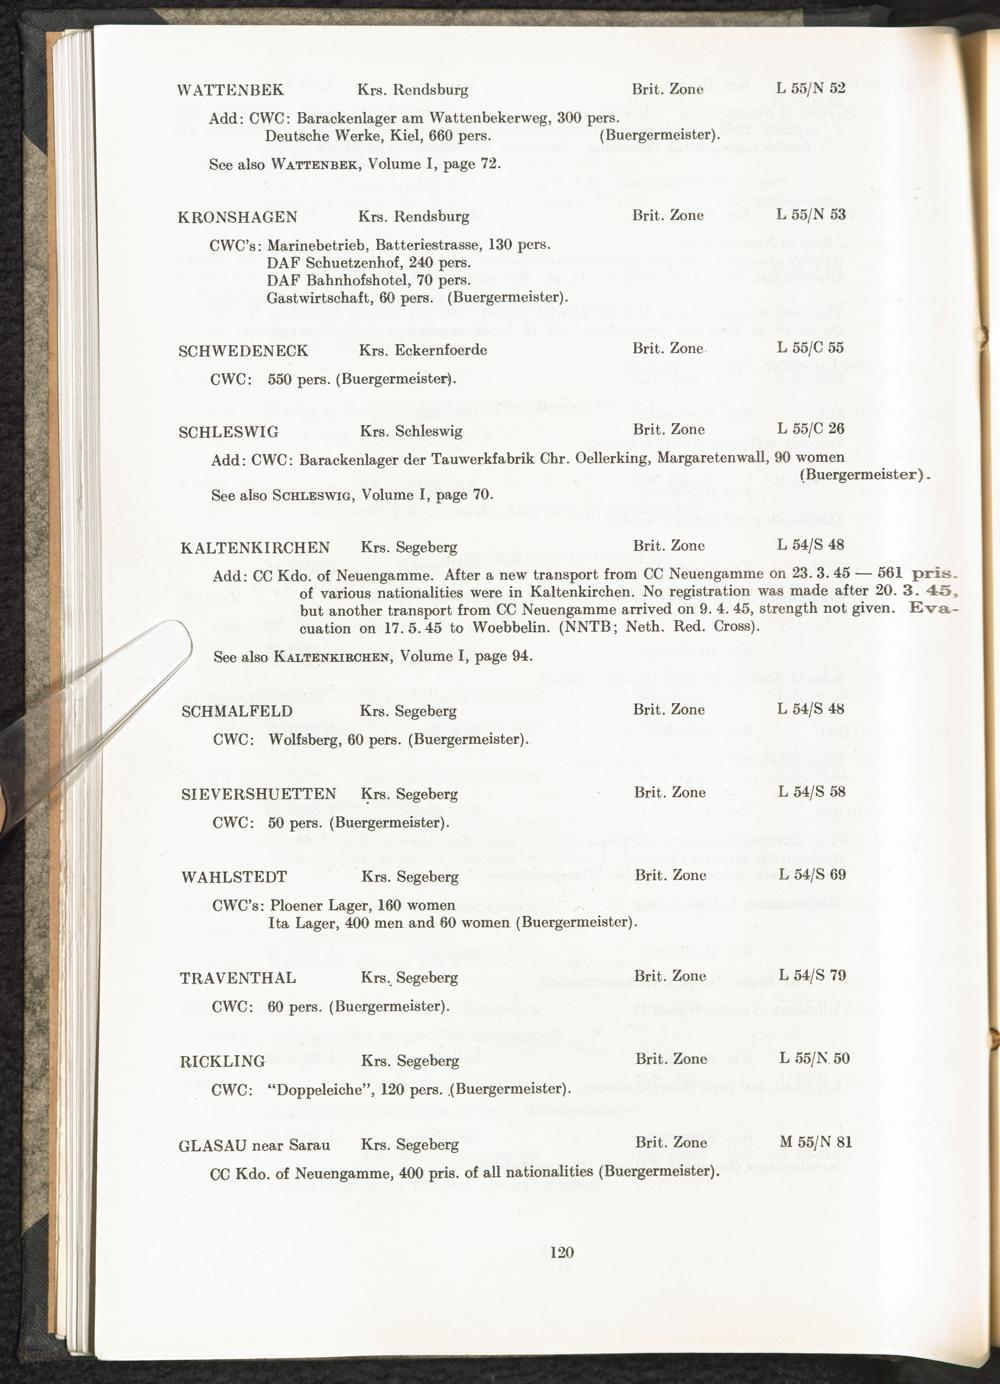 WATTENBEK Krs. Rendsburg Brit. Zone L 55/N 52
Add: CWC: Barackenlager am Wattenbekerweg, 300 pers.
Deutsche Werke, Kiel, 660 pers. (Buergermeister).
See also WATTENBEK, Volume I, page 72.
KRONSHAGEN Krs. Rendsburg Brit. Zone L 55/N 53
CWC's: Marinebetrieb, Batteriestrasse, 130 pers.
DAF Schuetzenhof, 240 pers.
DAF Bahnhofshotel, 70 pers.
Gastwirtschaft, 60 pers. (Buergermeister).
SCHWEDENECK Krs. Eckernfoerde Brit. Zone L 55/C 55
CWC: 550 pers. (Buergermeister).
SCHLESWIG Krs. Schleswig Brit. Zone L 55/C 26
Add: CWC: Barackenlager der Tauwerkfabrik Chr. Oellerking, Margaretenwall, 90 women
(Buergermeister).
See also SCHLESWIG, Volume I, page 70.
KALTENKIRCHEN Krs. Segeberg Brit. Zone L 54/S 48
Add: CC Kdo. of Neuengamme. After a new transport from CC Neuengamme on 23. 3. 45 — 561 pris.
of various nationalities were in Kaltenkirchen. No registration was made after 20. 3. 45,
but another transport from CC Neuengamme arrived on 9. 4. 45, strength not given. Eva-
cuation on 17. 5. 45 to Woebbelin. (NNTB; Neth. Red. Cross).
See also KALTENKIRCHEN, Volume I, page 94.
SCHMALFELD Krs. Segeberg Brit. Zone L 54/S 48
CWC: Wolfsberg, 60 pers. (Buergermeister).
SIEVERSHUETTEN Krs. Segeberg Brit. Zone L 54/S 58
CWC: 50 pers. (Buergermeister).
WAHLSTEDT Krs. Segeberg Brit. Zone L 54/S 69
CWC's: Ploener Lager, 160 women
Ita Lager, 400 men and 60 women (Buergermeister).
TRAVENTHAL Krs. Segeberg Brit. Zone L 54/S 79
CWC: 60 pers. (Buergermeister).
RICKLING Krs. Segeberg Brit. Zone L 55/N 50
CWC: “Doppeleiche”, 120 pers. (Buergermeister).
GLASAU near Sarau Krs. Segeberg Brit. Zone M 55/N 81
CC Kdo. of Neuengamme, 400 pris. of all nationalities (Buergermeister).
120